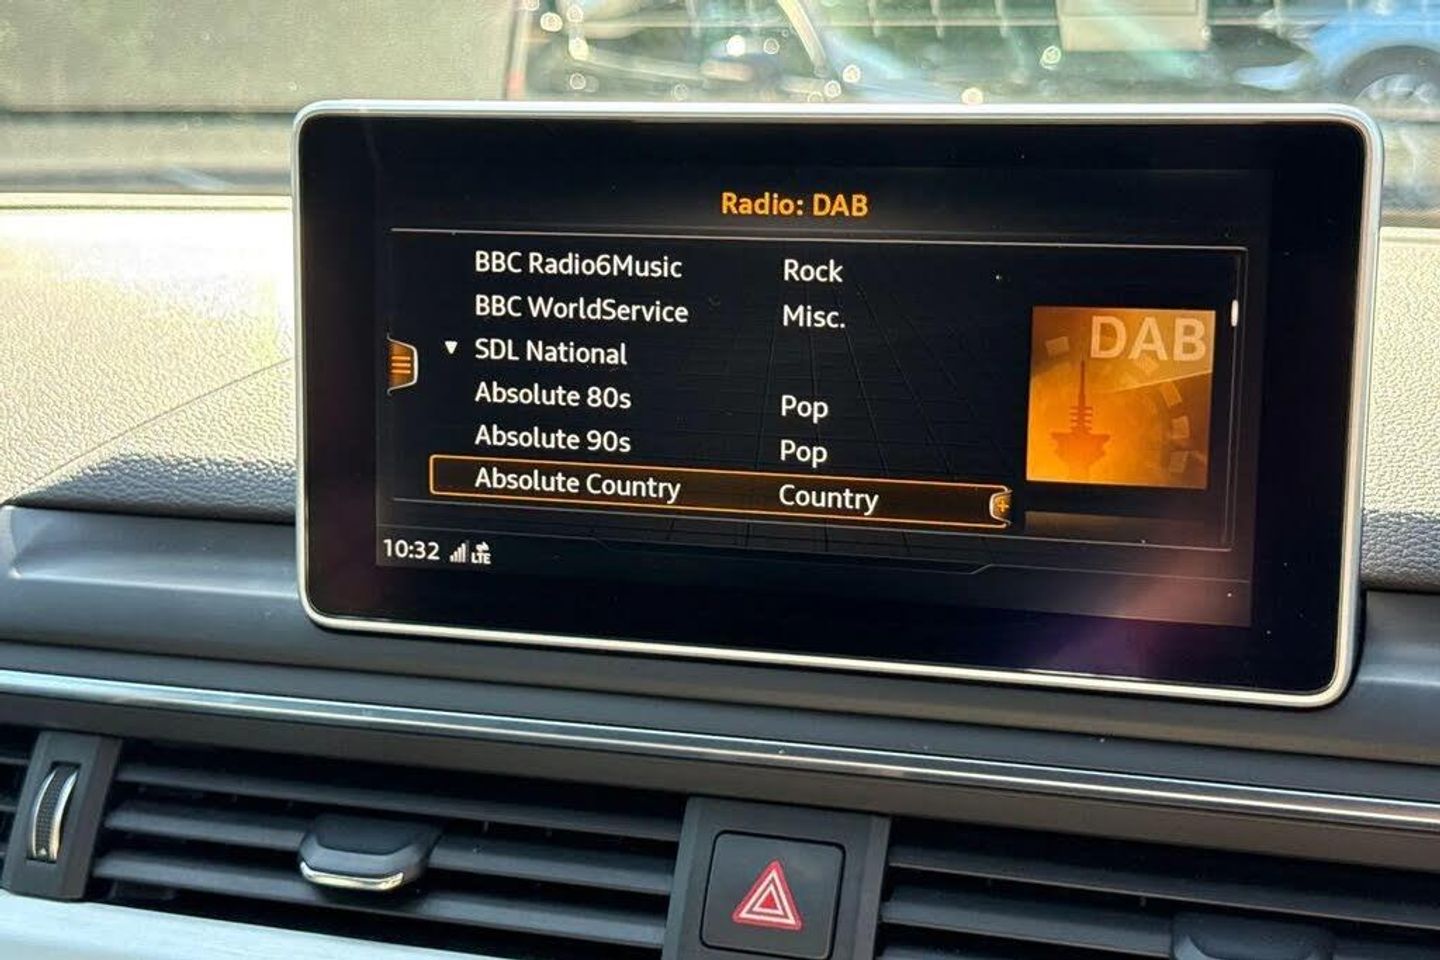 Radio: DAB
BBC Radio6Music Rock
BBC WorldService Misc.
SDL National
Absolute 80s Pop
Absolute 90s Pop
Absolute Country Country
DAB
10:32 LTE